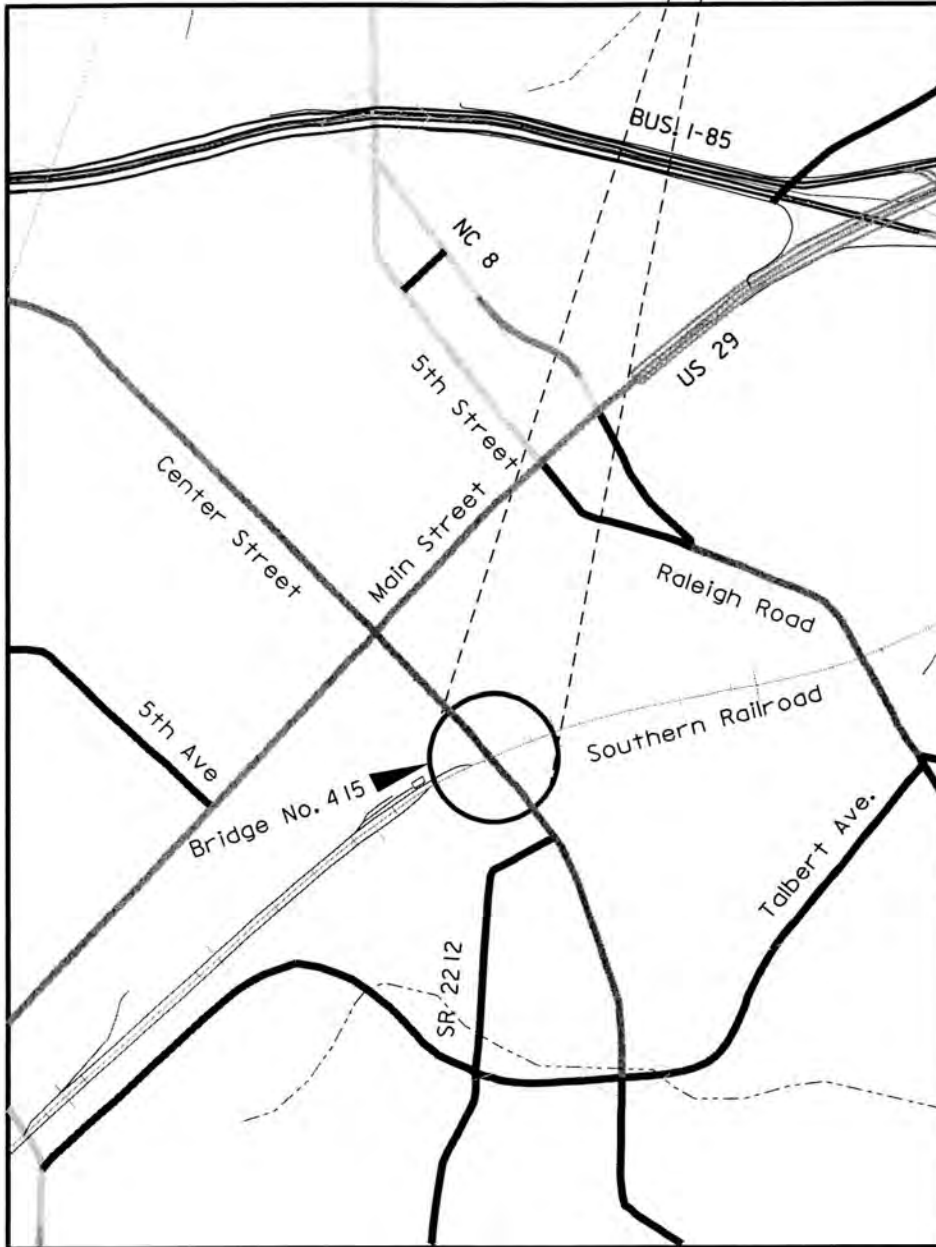 BUS. I-85
NC 8
US 29
5th Street
Center Street
Main Street
Raleigh Road
5th Ave
Southern Railroad
Bridge No. 415
Talbert Ave.
SR 2212